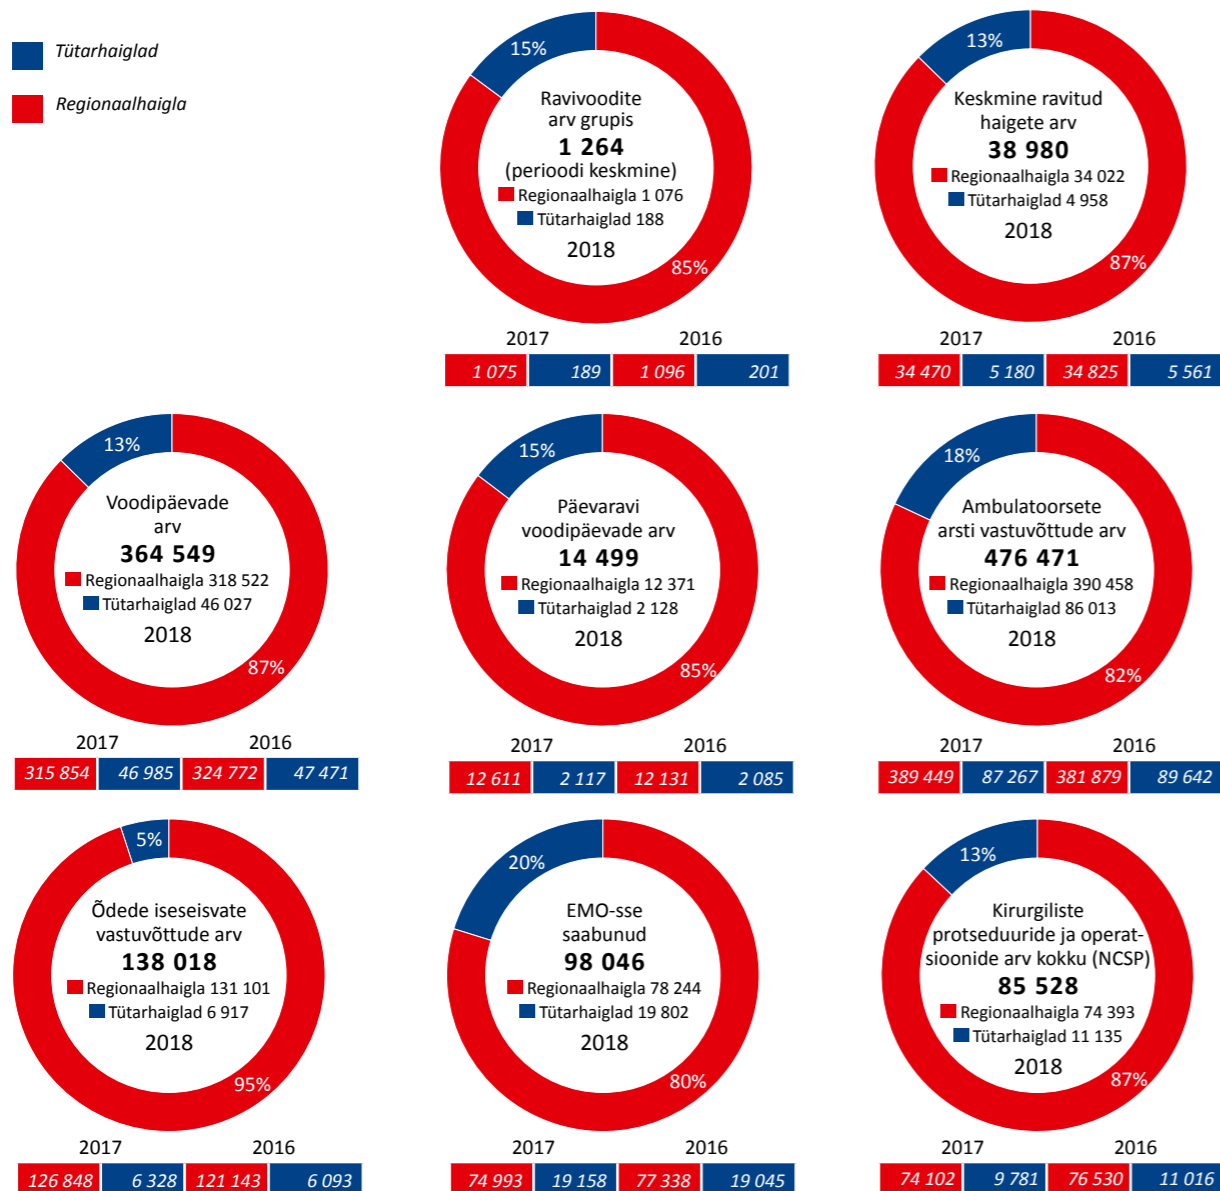 Tütarhaiglad
Regionaalhaigla
15%
Ravivoodite
arv grupis
1 264
(perioodi keskmine)
Regionaalhaigla 1 076
Tütarhaiglad 188
2018
85%
2017 2016
1 075 189 1 096 201
13%
Keskmine ravitud
haigete arv
38 980
Regionaalhaigla 34 022
Tütarhaiglad 4 958
2018
87%
2017 2016
34 470 5 180 34 825 5 561
13%
Voodipäevade
arv
364 549
Regionaalhaigla 318 522
Tütarhaiglad 46 027
2018
87%
2017 2016
315 854 46 985 324 772 47 471
15%
Päevaravi
voodipäevade arv
14 499
Regionaalhaigla 12 371
Tütarhaiglad 2 128
2018
85%
2017 2016
12 611 2 117 12 131 2 085
18%
Ambulatoorsete
arsti vastuvõttude arv
476 471
Regionaalhaigla 390 458
Tütarhaiglad 86 013
2018
82%
2017 2016
389 449 87 267 381 879 89 642
5%
Õdede iseseisvate
vastuvõttude arv
138 018
Regionaalhaigla 131 101
Tütarhaiglad 6 917
2018
95%
2017 2016
126 848 6 328 121 143 6 093
20%
EMO-sse
saabunud
98 046
Regionaalhaigla 78 244
Tütarhaiglad 19 802
2018
80%
2017 2016
74 993 19 158 77 338 19 045
13%
Kirurgiliste
protseduuride ja operat-
sioonide arv kokku (NCSP)
85 528
Regionaalhaigla 74 393
Tütarhaiglad 11 135
2018
87%
2017 2016
74 102 9 781 76 530 11 016